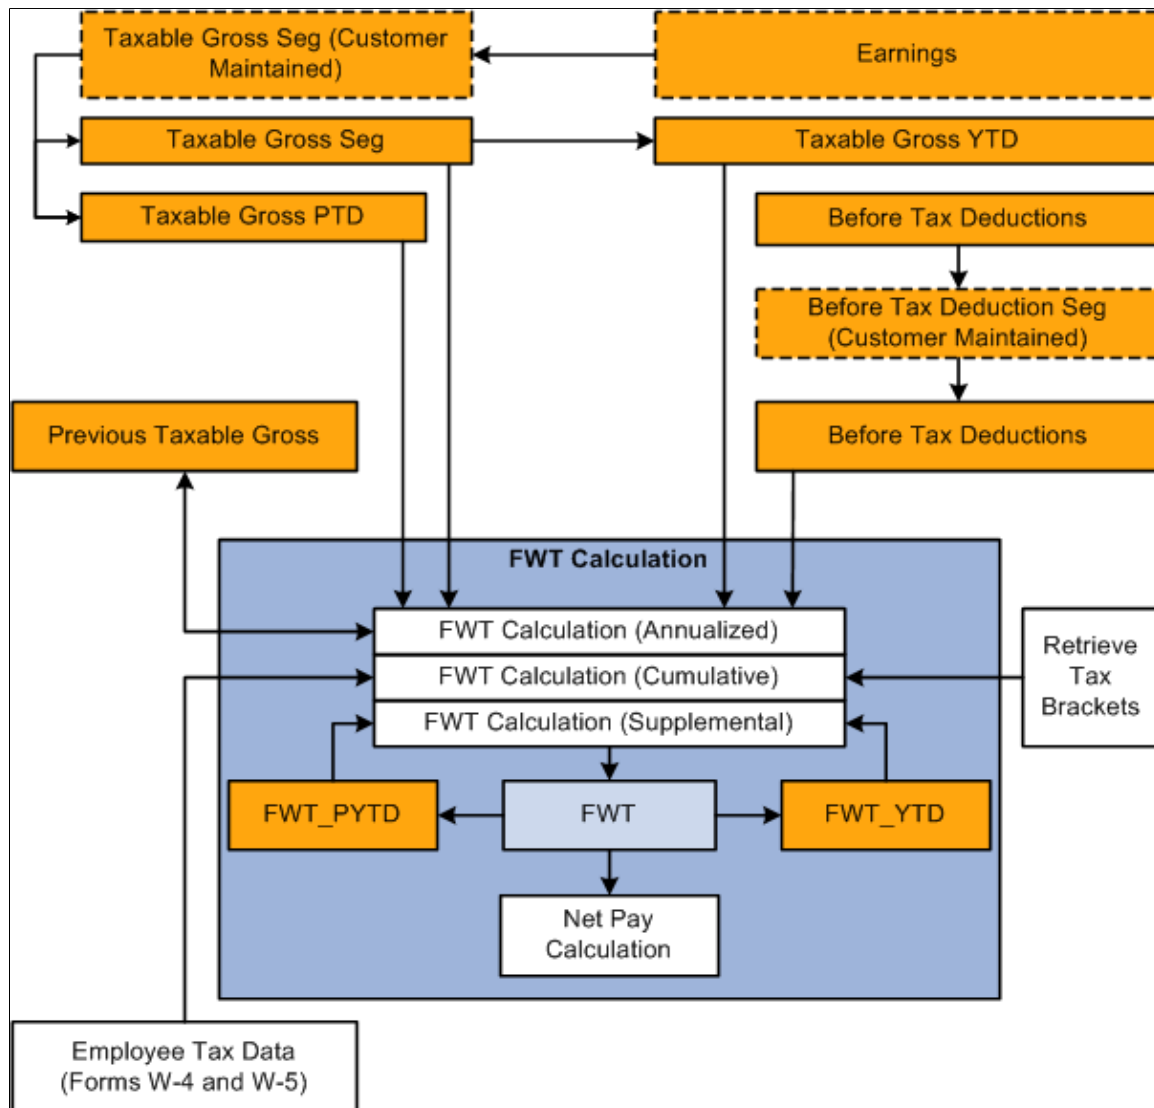 Taxable Gross Seg (Customer
Maintained)
Earnings
Taxable Gross Seg
Taxable Gross YTD
Taxable Gross PTD
Before Tax Deductions
Before Tax Deduction Seg
(Customer Maintained)
Previous Taxable Gross
Before Tax Deductions
FWT Calculation
FWT Calculation (Annualized)
FWT Calculation (Cumulative)
FWT Calculation (Supplemental)
Retrieve
Tax
Brackets
FWT_PYTD
FWT
FWT_YTD
Net Pay
Calculation
Employee Tax Data
(Forms W-4 and W-5)